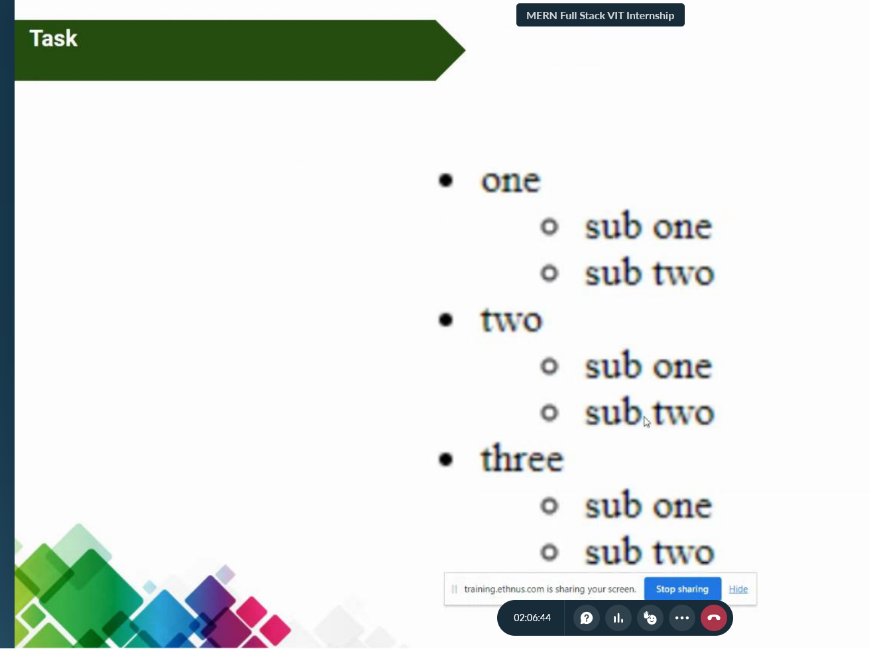 MERN Full Stack VIT Internship
Task
one
sub one
sub two
two
sub one
sub two
three
sub one
sub two
training.ethnus.com is sharing your screen. Stop sharing Hide
02:06:44